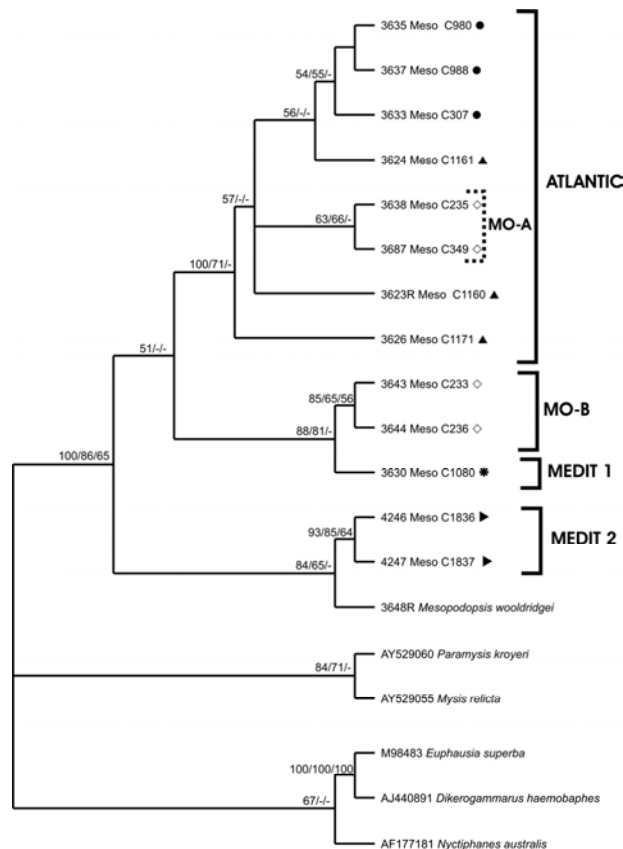 3635 Meso C980
3637 Meso C988
54/55/-
3633 Meso C307
56/-/-
3624 Meso C1161
ATLANTIC
57/-/-
3638 Meso C235
63/66/-
MO-A
3687 Meso C349
100/71/-
3623R Meso C1160
3626 Meso C1171
51/-/-
3643 Meso C233
85/65/56
MO-B
3644 Meso C236
88/81/-
100/86/65
3630 Meso C1080
MEDIT 1
4246 Meso C1836
93/85/64
MEDIT 2
4247 Meso C1837
84/65/-
3648R Mesopodopsis wooldridgei
AY529060 Paramysis kroyeri
84/71/-
AY529055 Mysis relicta
M98483 Euphausia superba
100/100/100
AJ440891 Dikerogammarus haemobaphes
67/-/-
AF177181 Nyctiphanes australis